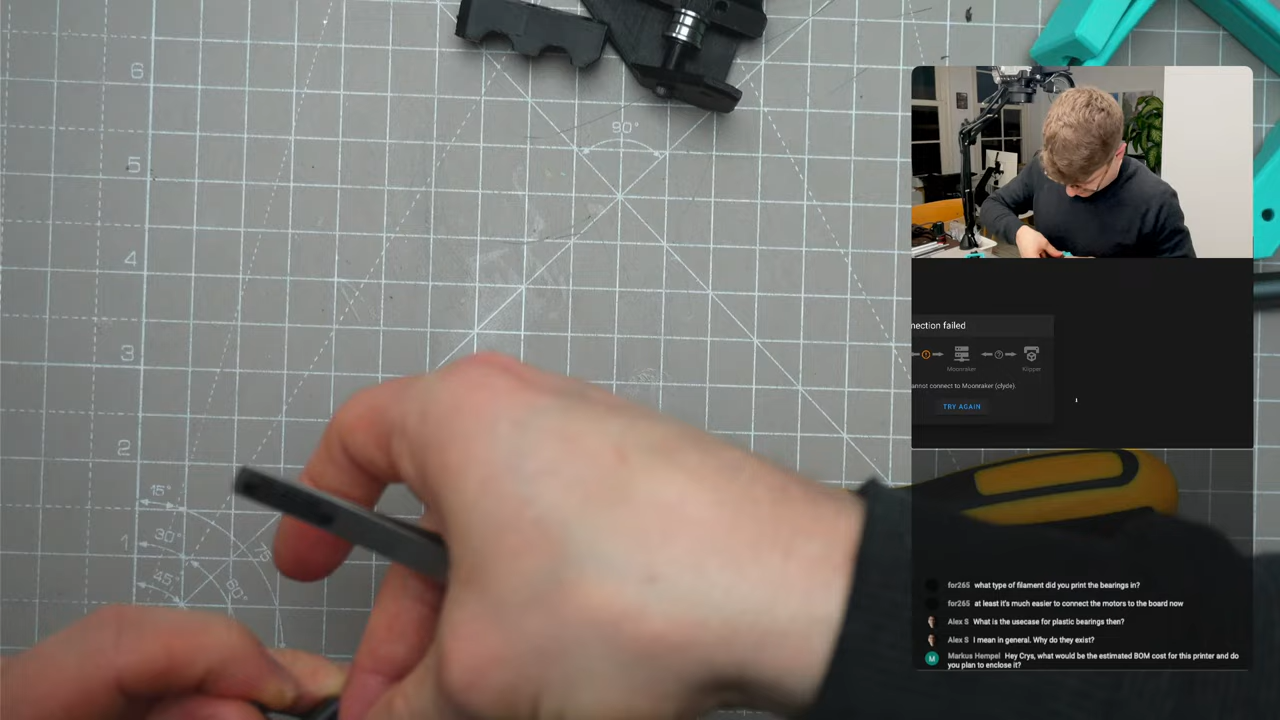 6
90°
5
4
3
2
15°
30°
1
75
45°
60°
nection failed
Moonraker
Klipper
annot connect to Moonraker (clyde).
TRY AGAIN
for265 what type of filament did you print the bearings in?
for265 at least it's much easier to connect the motors to the board now
Alex S What is the usecase for plastic bearings then?
Alex S I mean in general. Why do they exist?
M
Markus Hempel Hey Crys, what would be the estimated BOM cost for this printer and do
you plan to enclose it?